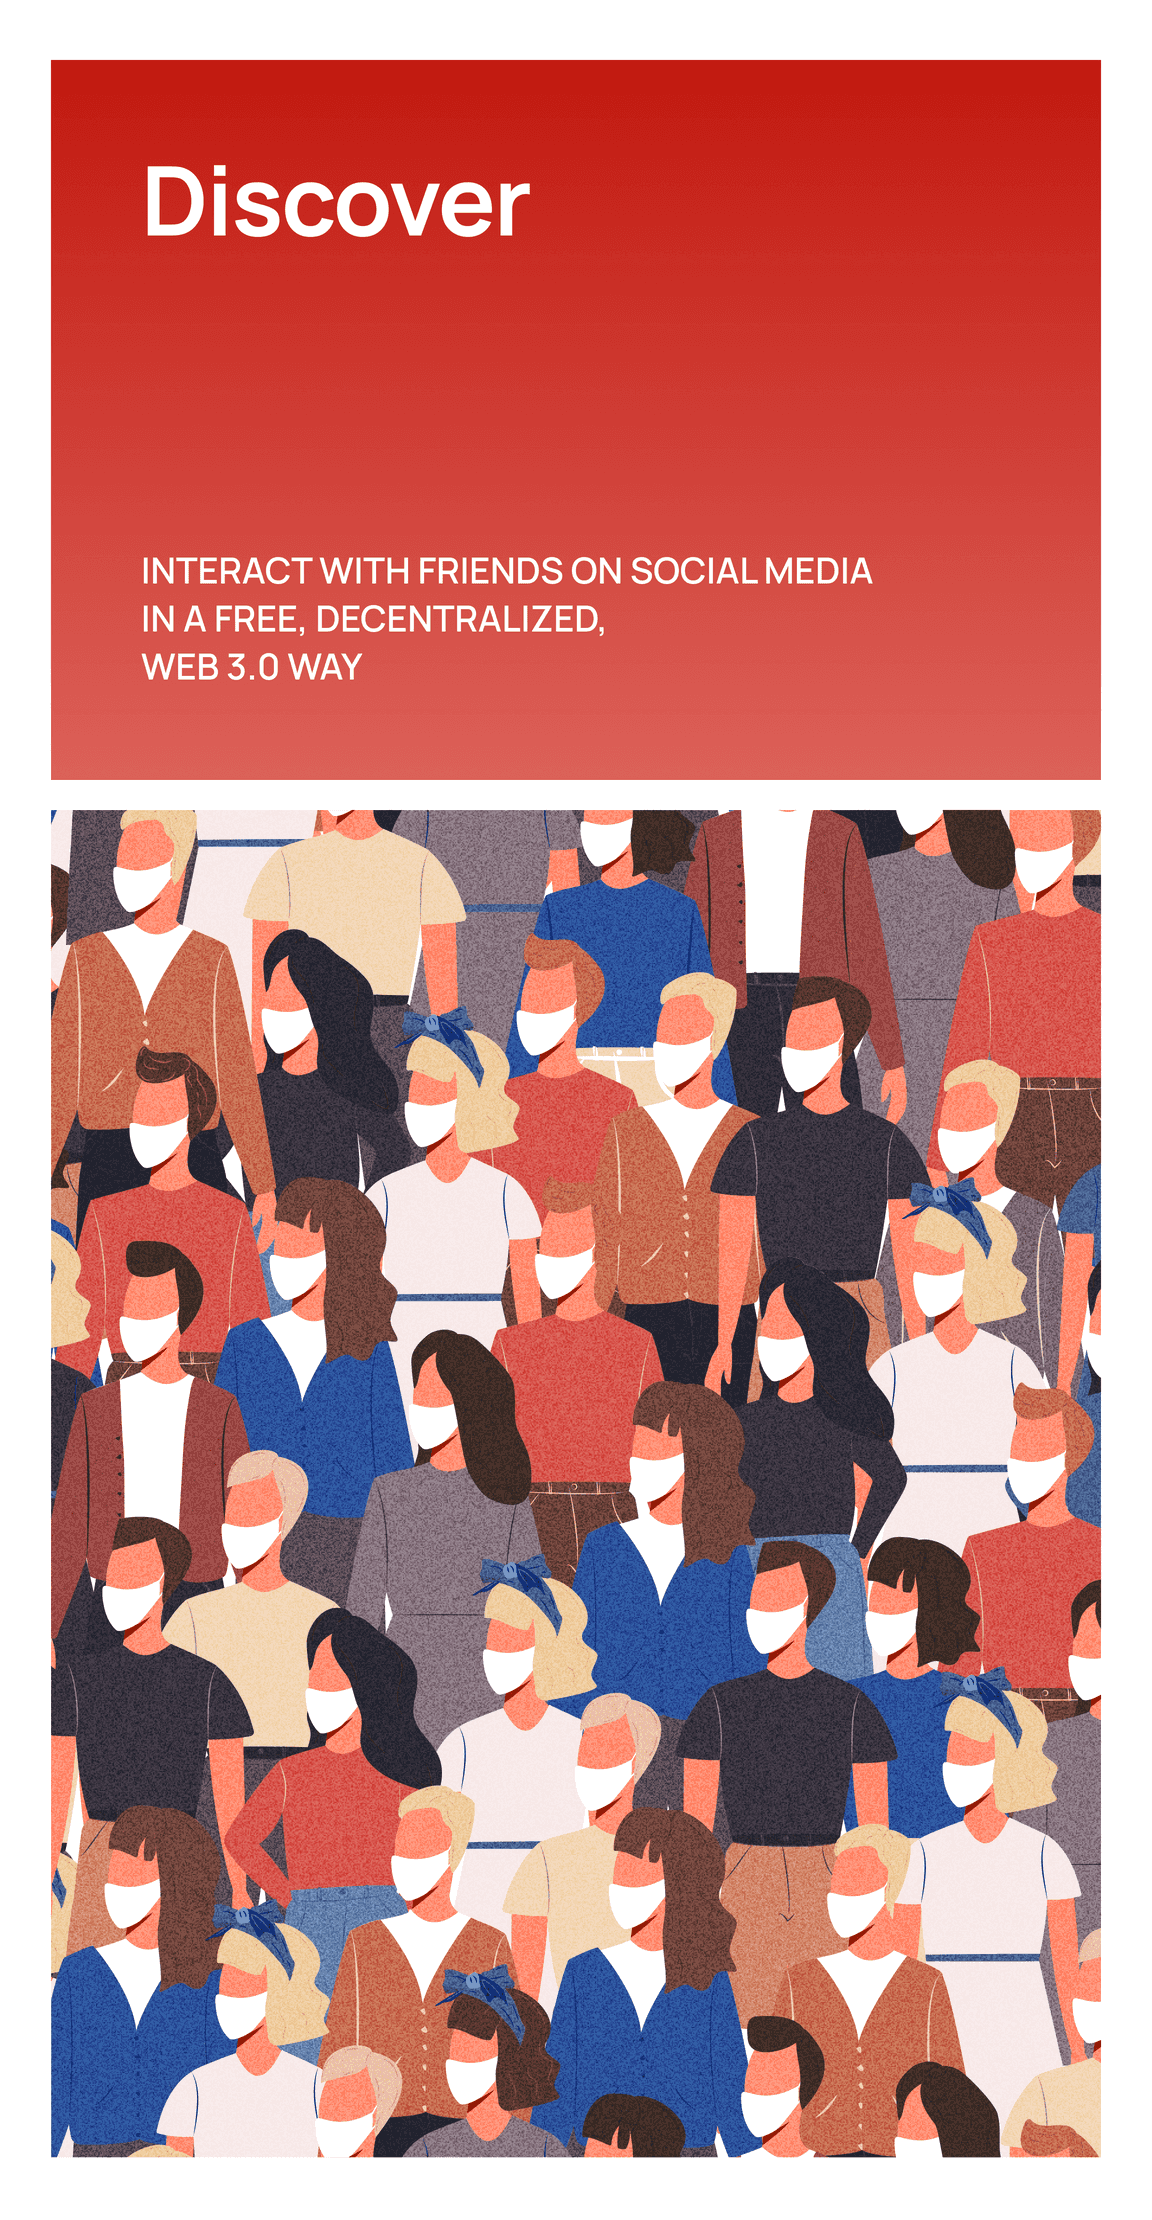 Discover
INTERACT WITH FRIENDS ON SOCIAL MEDIA
IN A FREE, DECENTRALIZED,
WEB 3.0 WAY